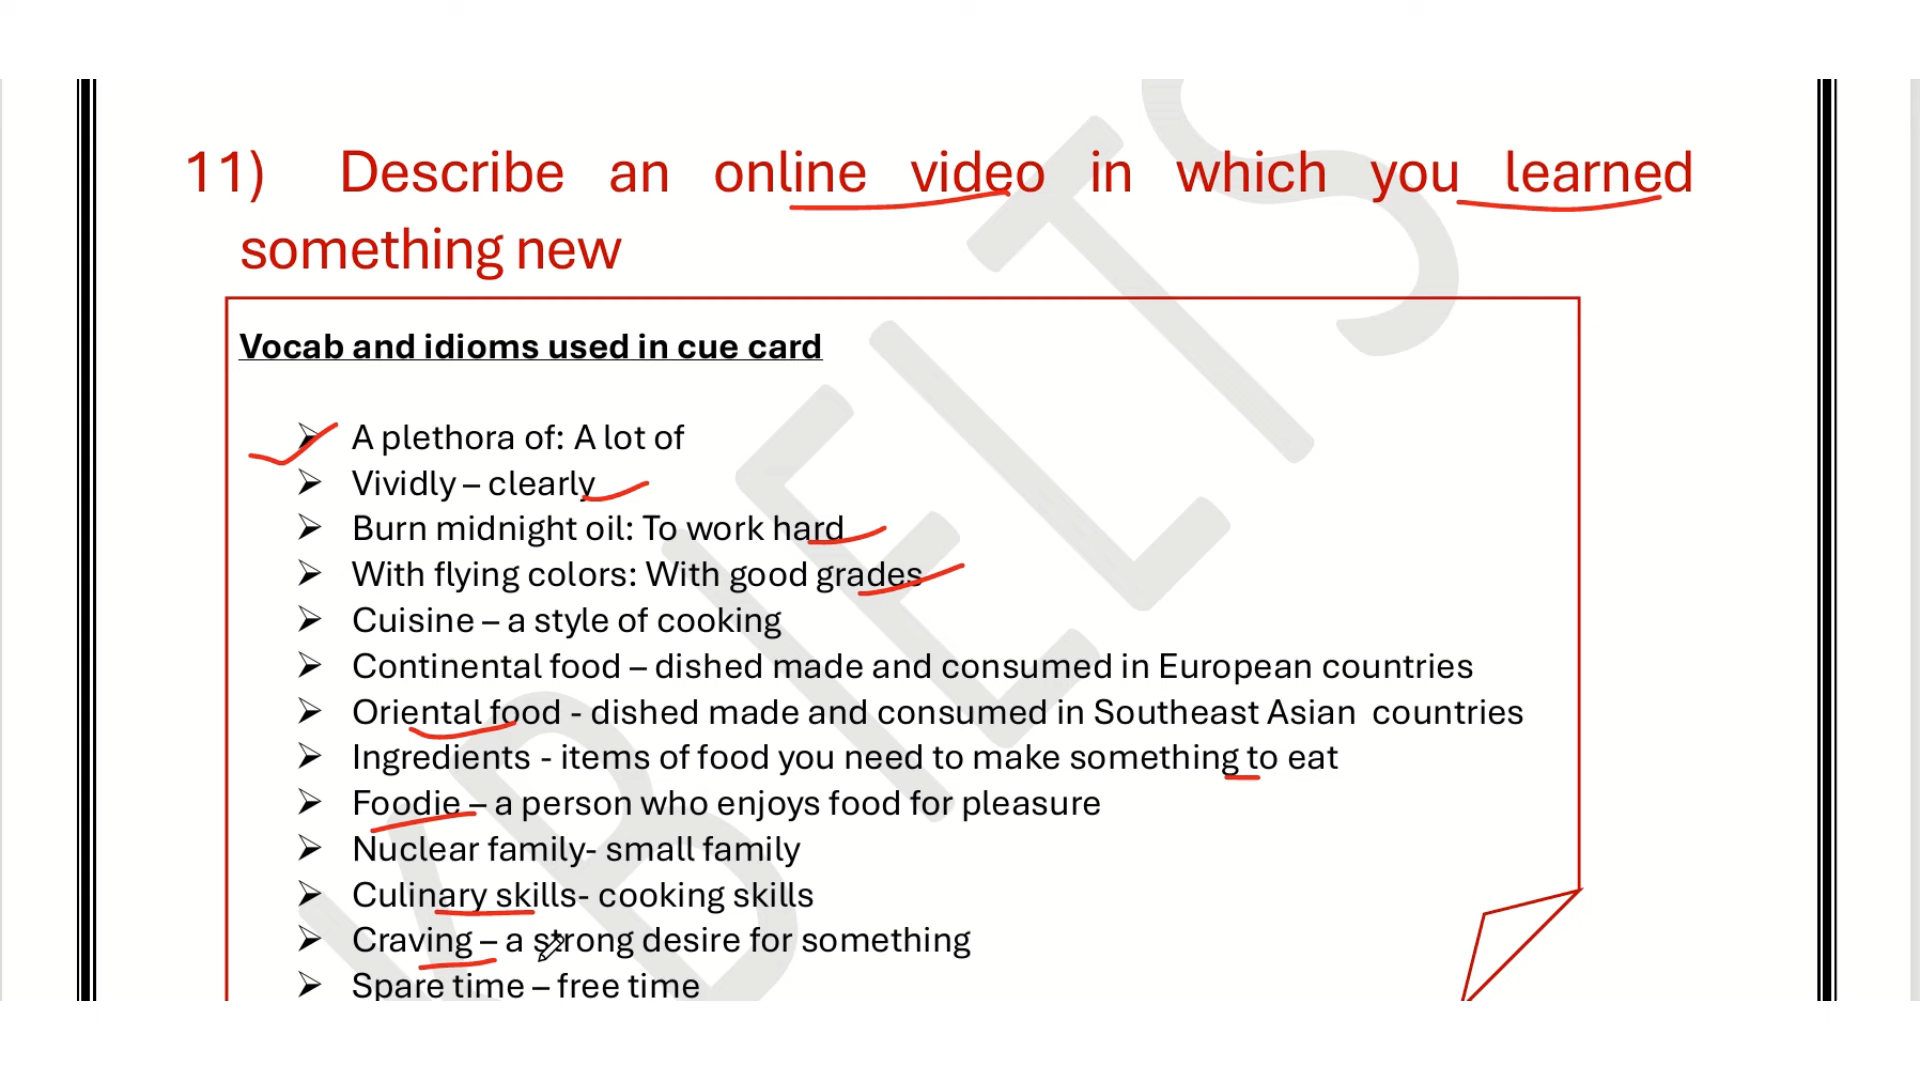 11) Describe an online video in which you learned
something new
Vocab and idioms used in cue card
➢ A plethora of: A lot of
➢ Vividly – clearly
➢ Burn midnight oil: To work hard
➢ With flying colors: With good grades
➢ Cuisine – a style of cooking
➢ Continental food – dished made and consumed in European countries
➢ Oriental food - dished made and consumed in Southeast Asian  countries
➢ Ingredients - items of food you need to make something to eat
➢ Foodie – a person who enjoys food for pleasure
➢ Nuclear family- small family
➢ Culinary skills- cooking skills
➢ Craving – a strong desire for something
➢ Spare time – free time
KB IELTS